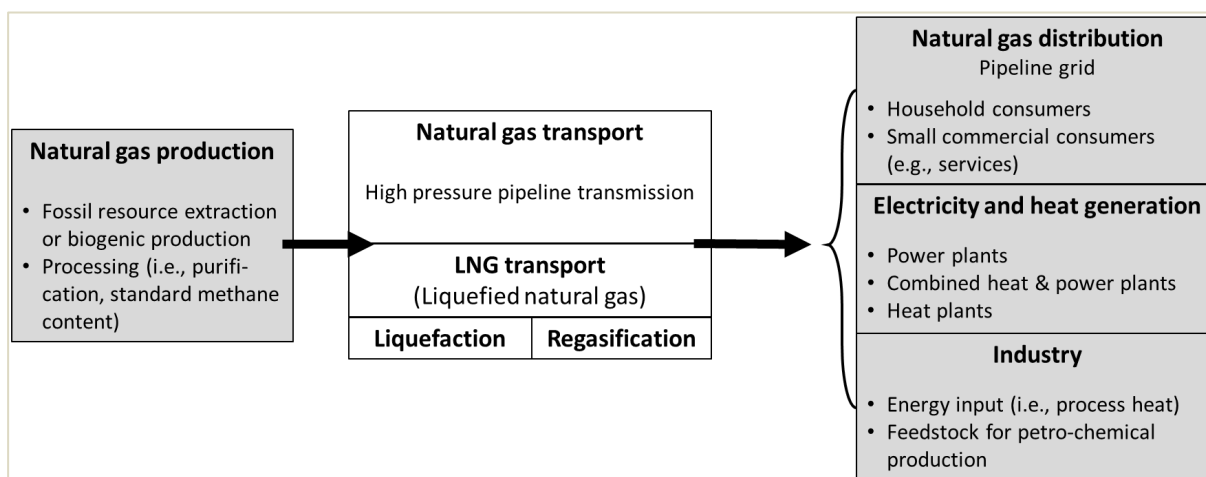 Natural gas production
• Fossil resource extraction
or biogenic production
• Processing (i.e., purifi-
cation, standard methane
content)
Natural gas transport
High pressure pipeline transmission
LNG transport
(Liquefied natural gas)
Liquefaction
Regasification
Natural gas distribution
Pipeline grid
• Household consumers
• Small commercial consumers
(e.g., services)
Electricity and heat generation
• Power plants
• Combined heat & power plants
• Heat plants
Industry
• Energy input (i.e., process heat)
• Feedstock for petro-chemical
production